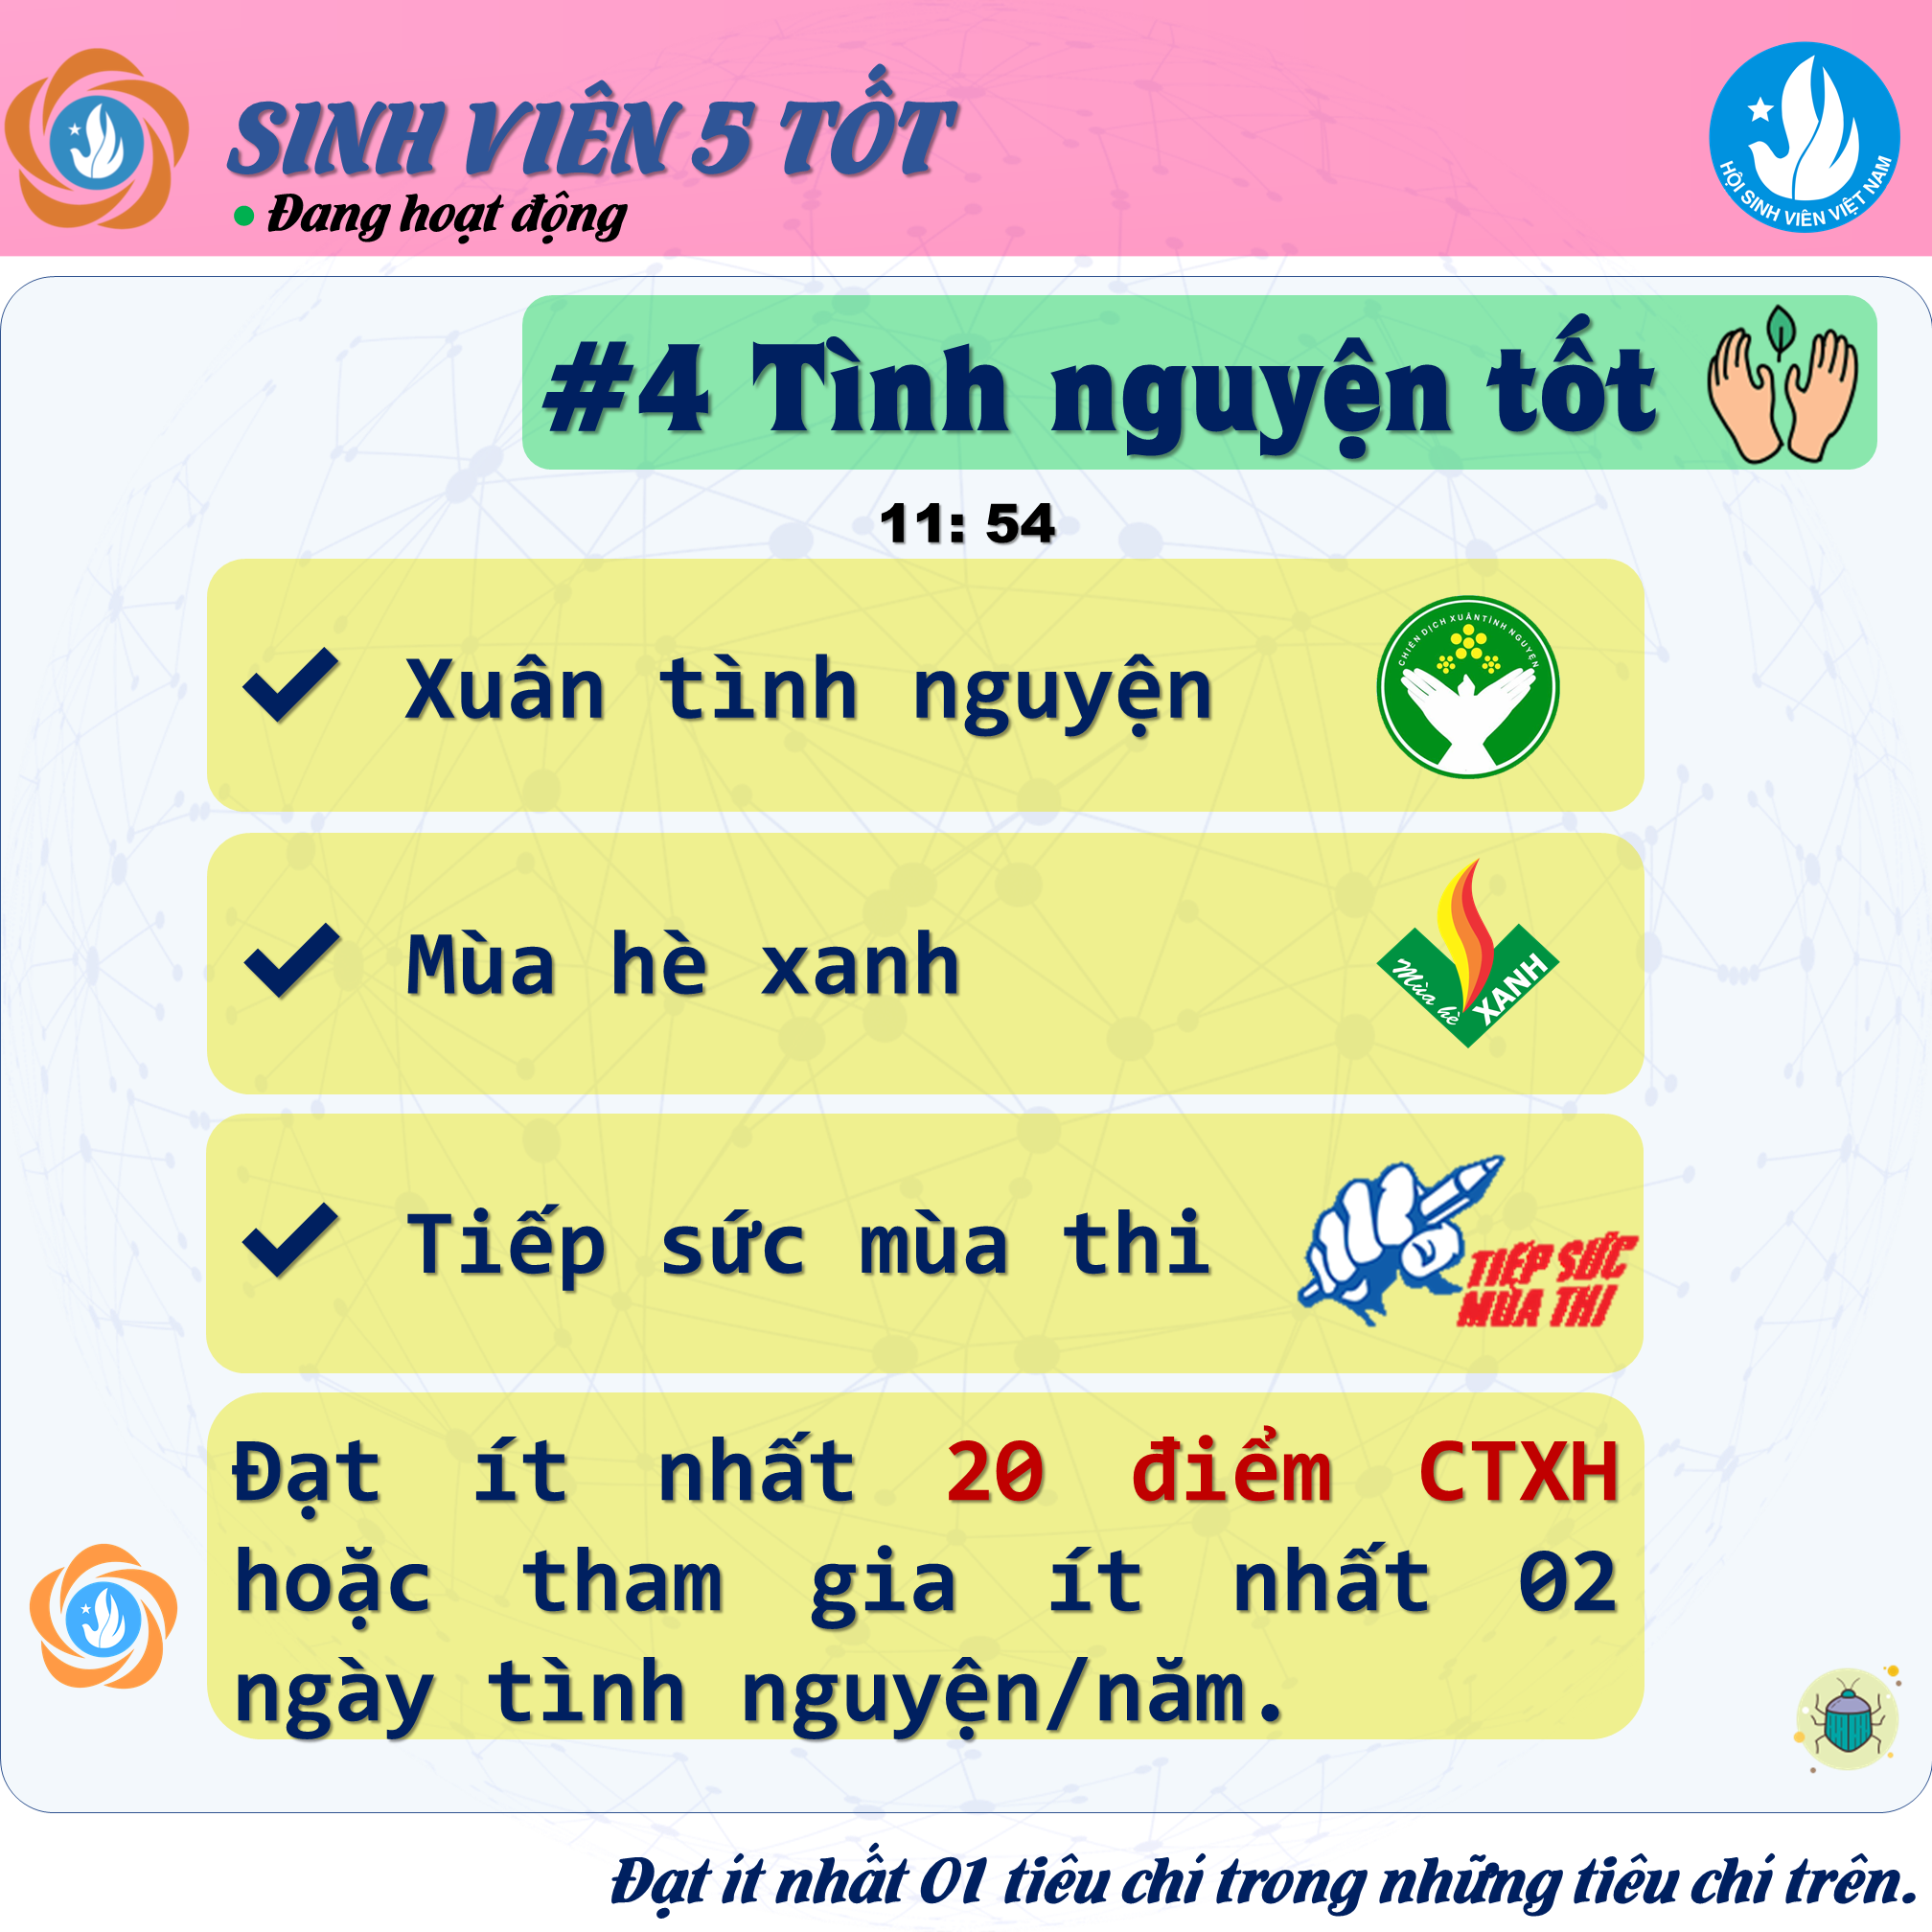 SINH VIÊN 5 TỐT
Đang hoạt động
HỘI SINH VIÊN VIỆT NAM
#4 Tình nguyện tốt
11: 54
Xuân tình nguyện
CHIẾN DỊCH XUÂN TÌNH NGUYỆN
Mùa hè xanh
Mùa hè XANH
Tiếp sức mùa thi
TIẾP SỨC
MÙA THI
Đạt ít nhất 20 điểm CTXH
hoặc tham gia ít nhất 02
ngày tình nguyện/năm.
Đạt ít nhất 01 tiêu chí trong những tiêu chí trên.